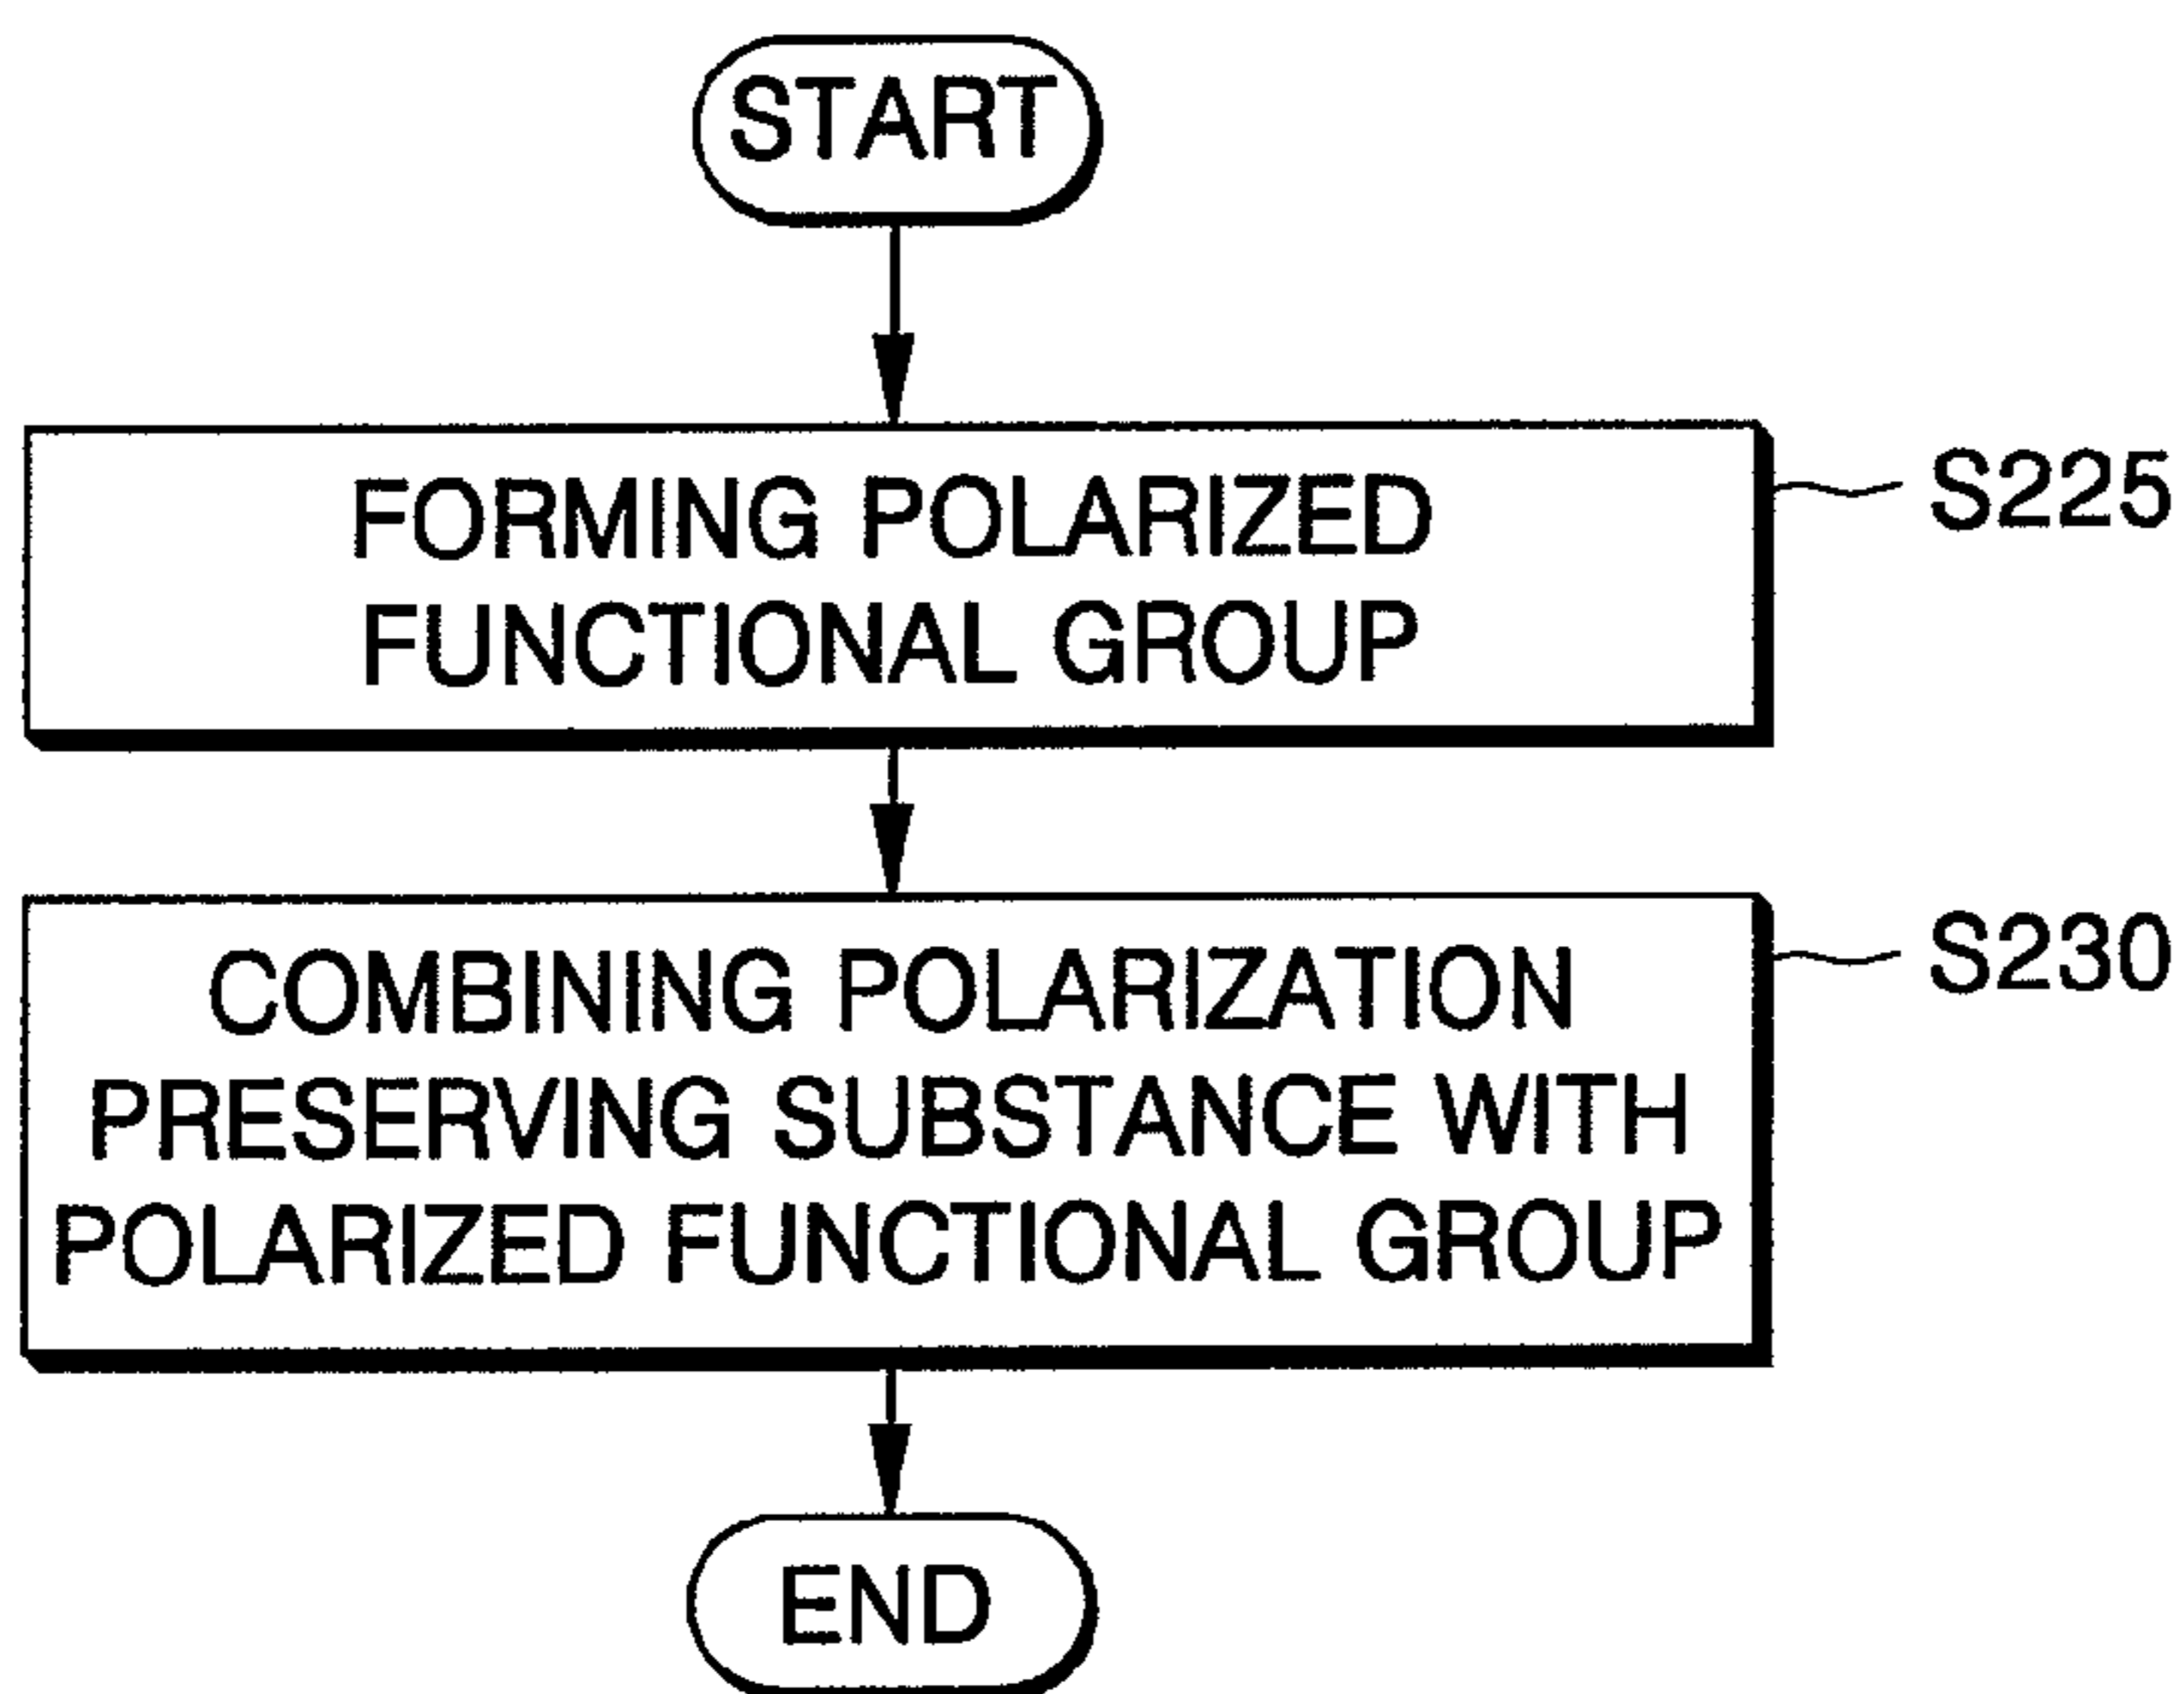 START
FORMING POLARIZED
FUNCTIONAL GROUP
S225
COMBINING POLARIZATION
PRESERVING SUBSTANCE WITH
POLARIZED FUNCTIONAL GROUP
S230
END